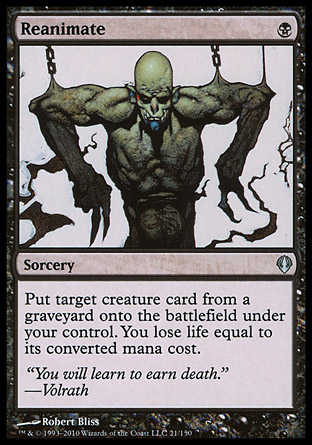 Reanimate
Sorcery
Put target creature card from a
graveyard onto the battlefield under
your control. You lose life equal to
its converted mana cost.
“You will learn to earn death.”
—Volrath
Robert Bliss
™ & © 1993–2010 Wizards of the Coast LLC 21/150